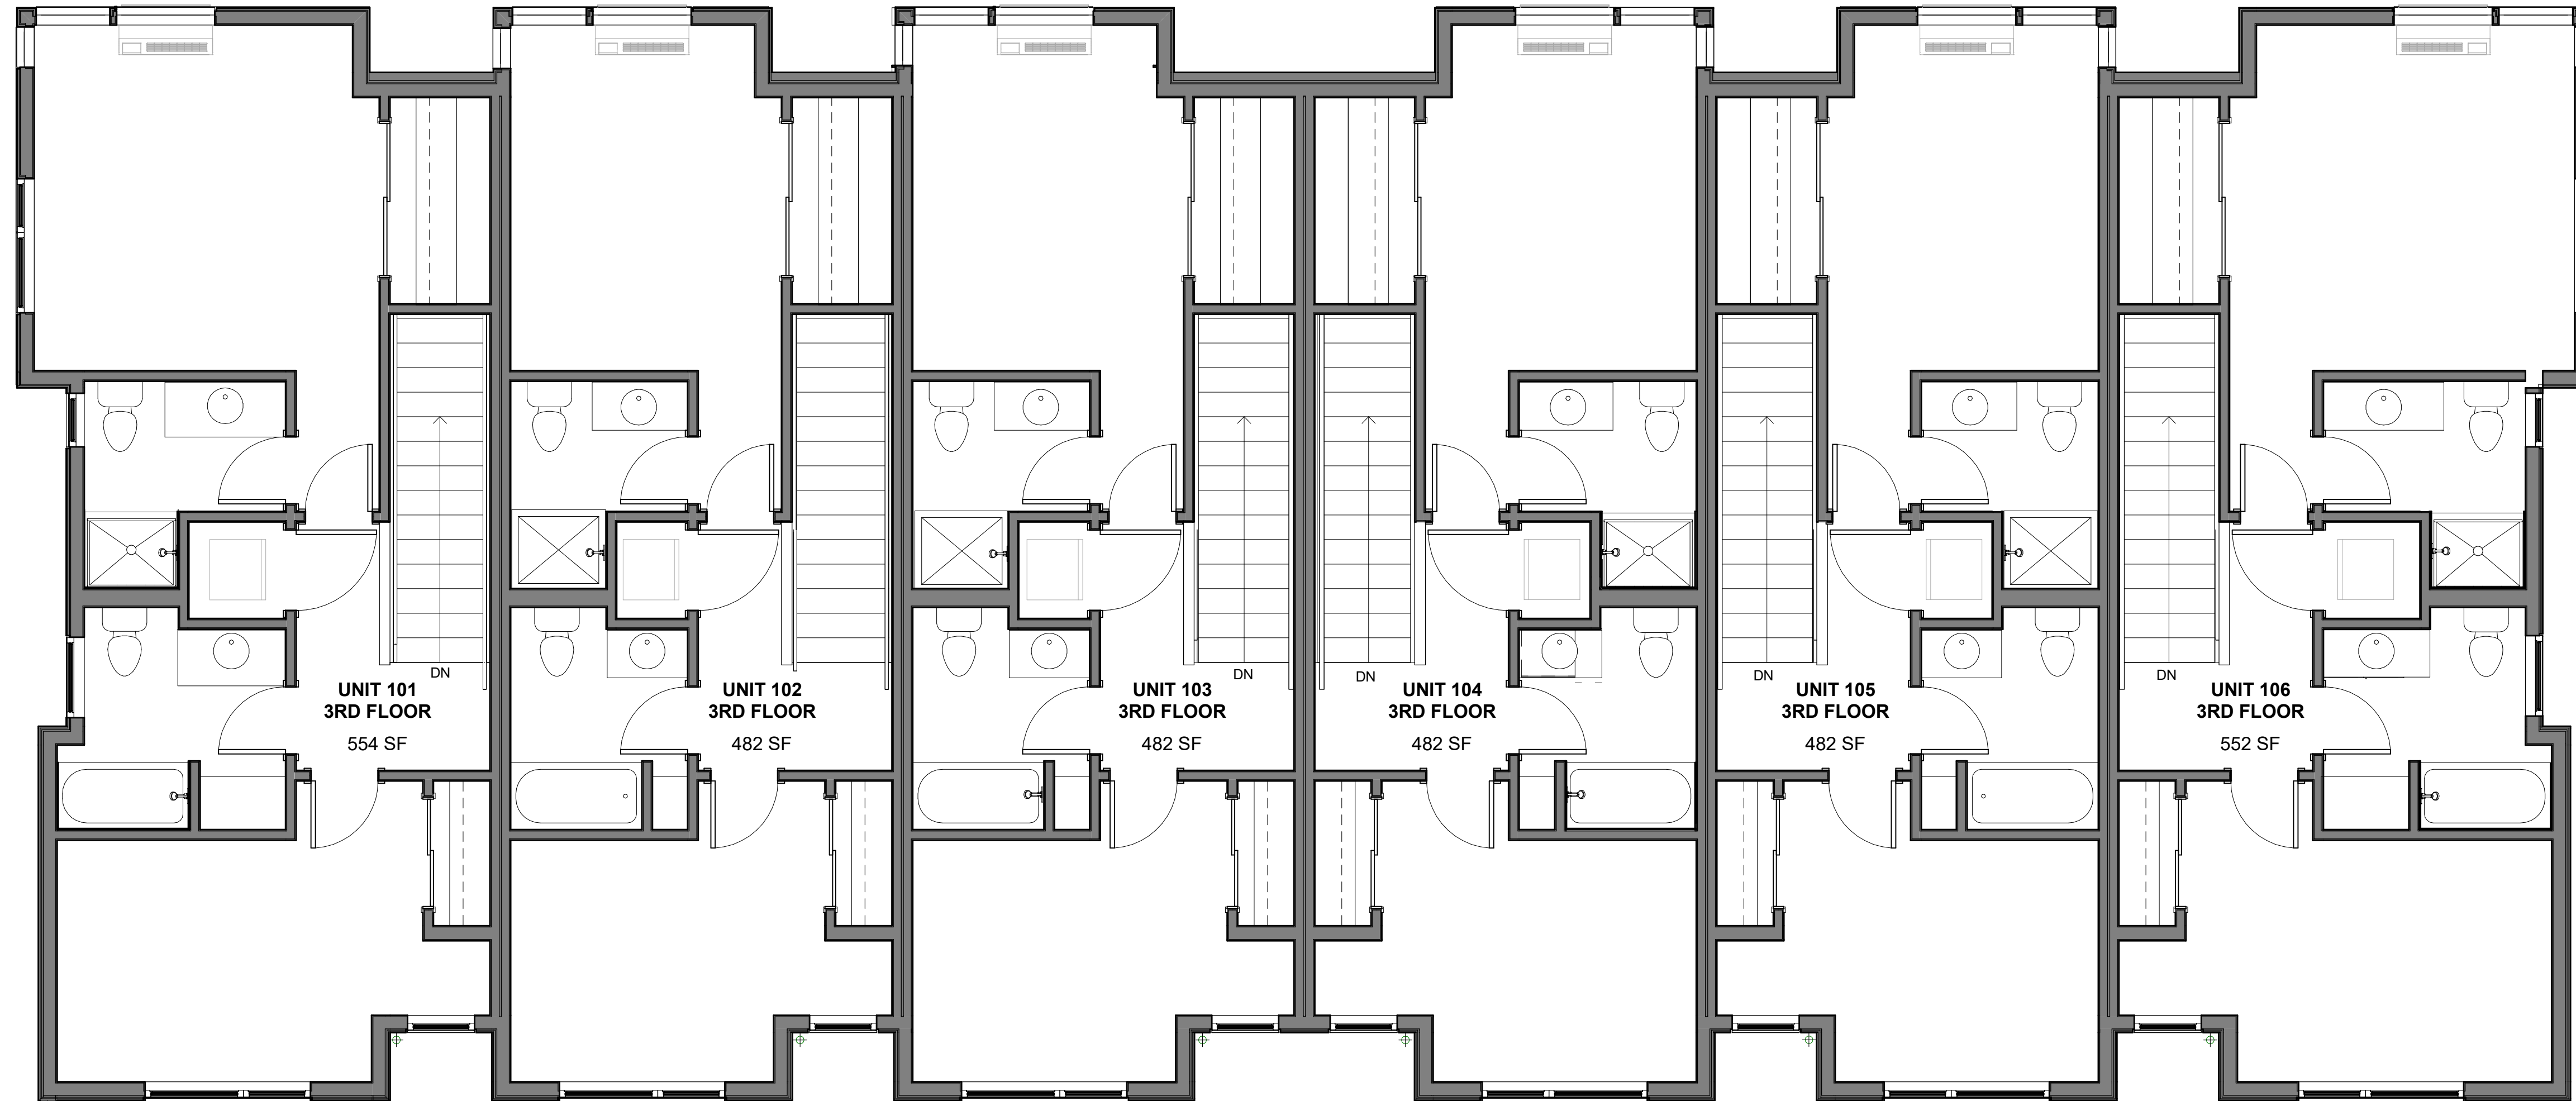 DN
UNIT 101
3RD FLOOR
554 SF
UNIT 102
3RD FLOOR
482 SF
DN
UNIT 103
3RD FLOOR
482 SF
DN
UNIT 104
3RD FLOOR
482 SF
DN
UNIT 105
3RD FLOOR
482 SF
DN
UNIT 106
3RD FLOOR
552 SF